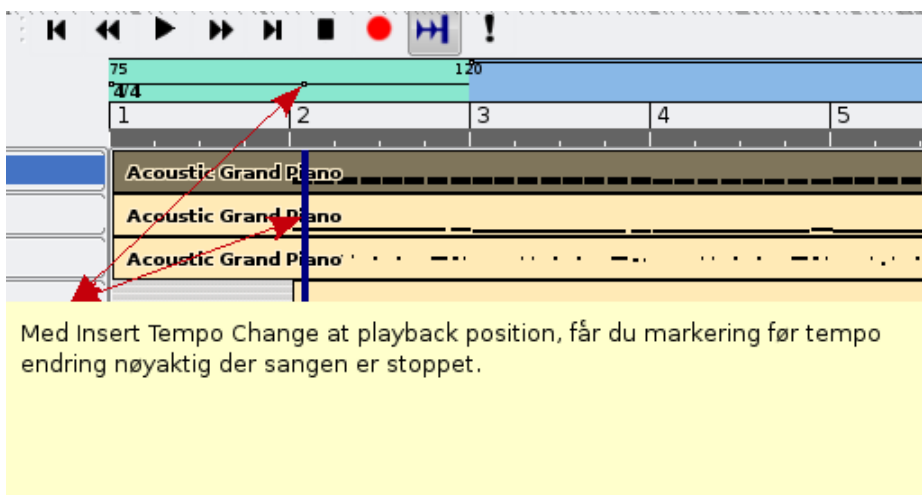 75 120
4/4
1 2 3 4 5
Acoustic Grand Piano
Acoustic Grand Piano
Acoustic Grand Piano
Med Insert Tempo Change at playback position, får du markering før tempo
endring nøyaktig der sangen er stoppet.